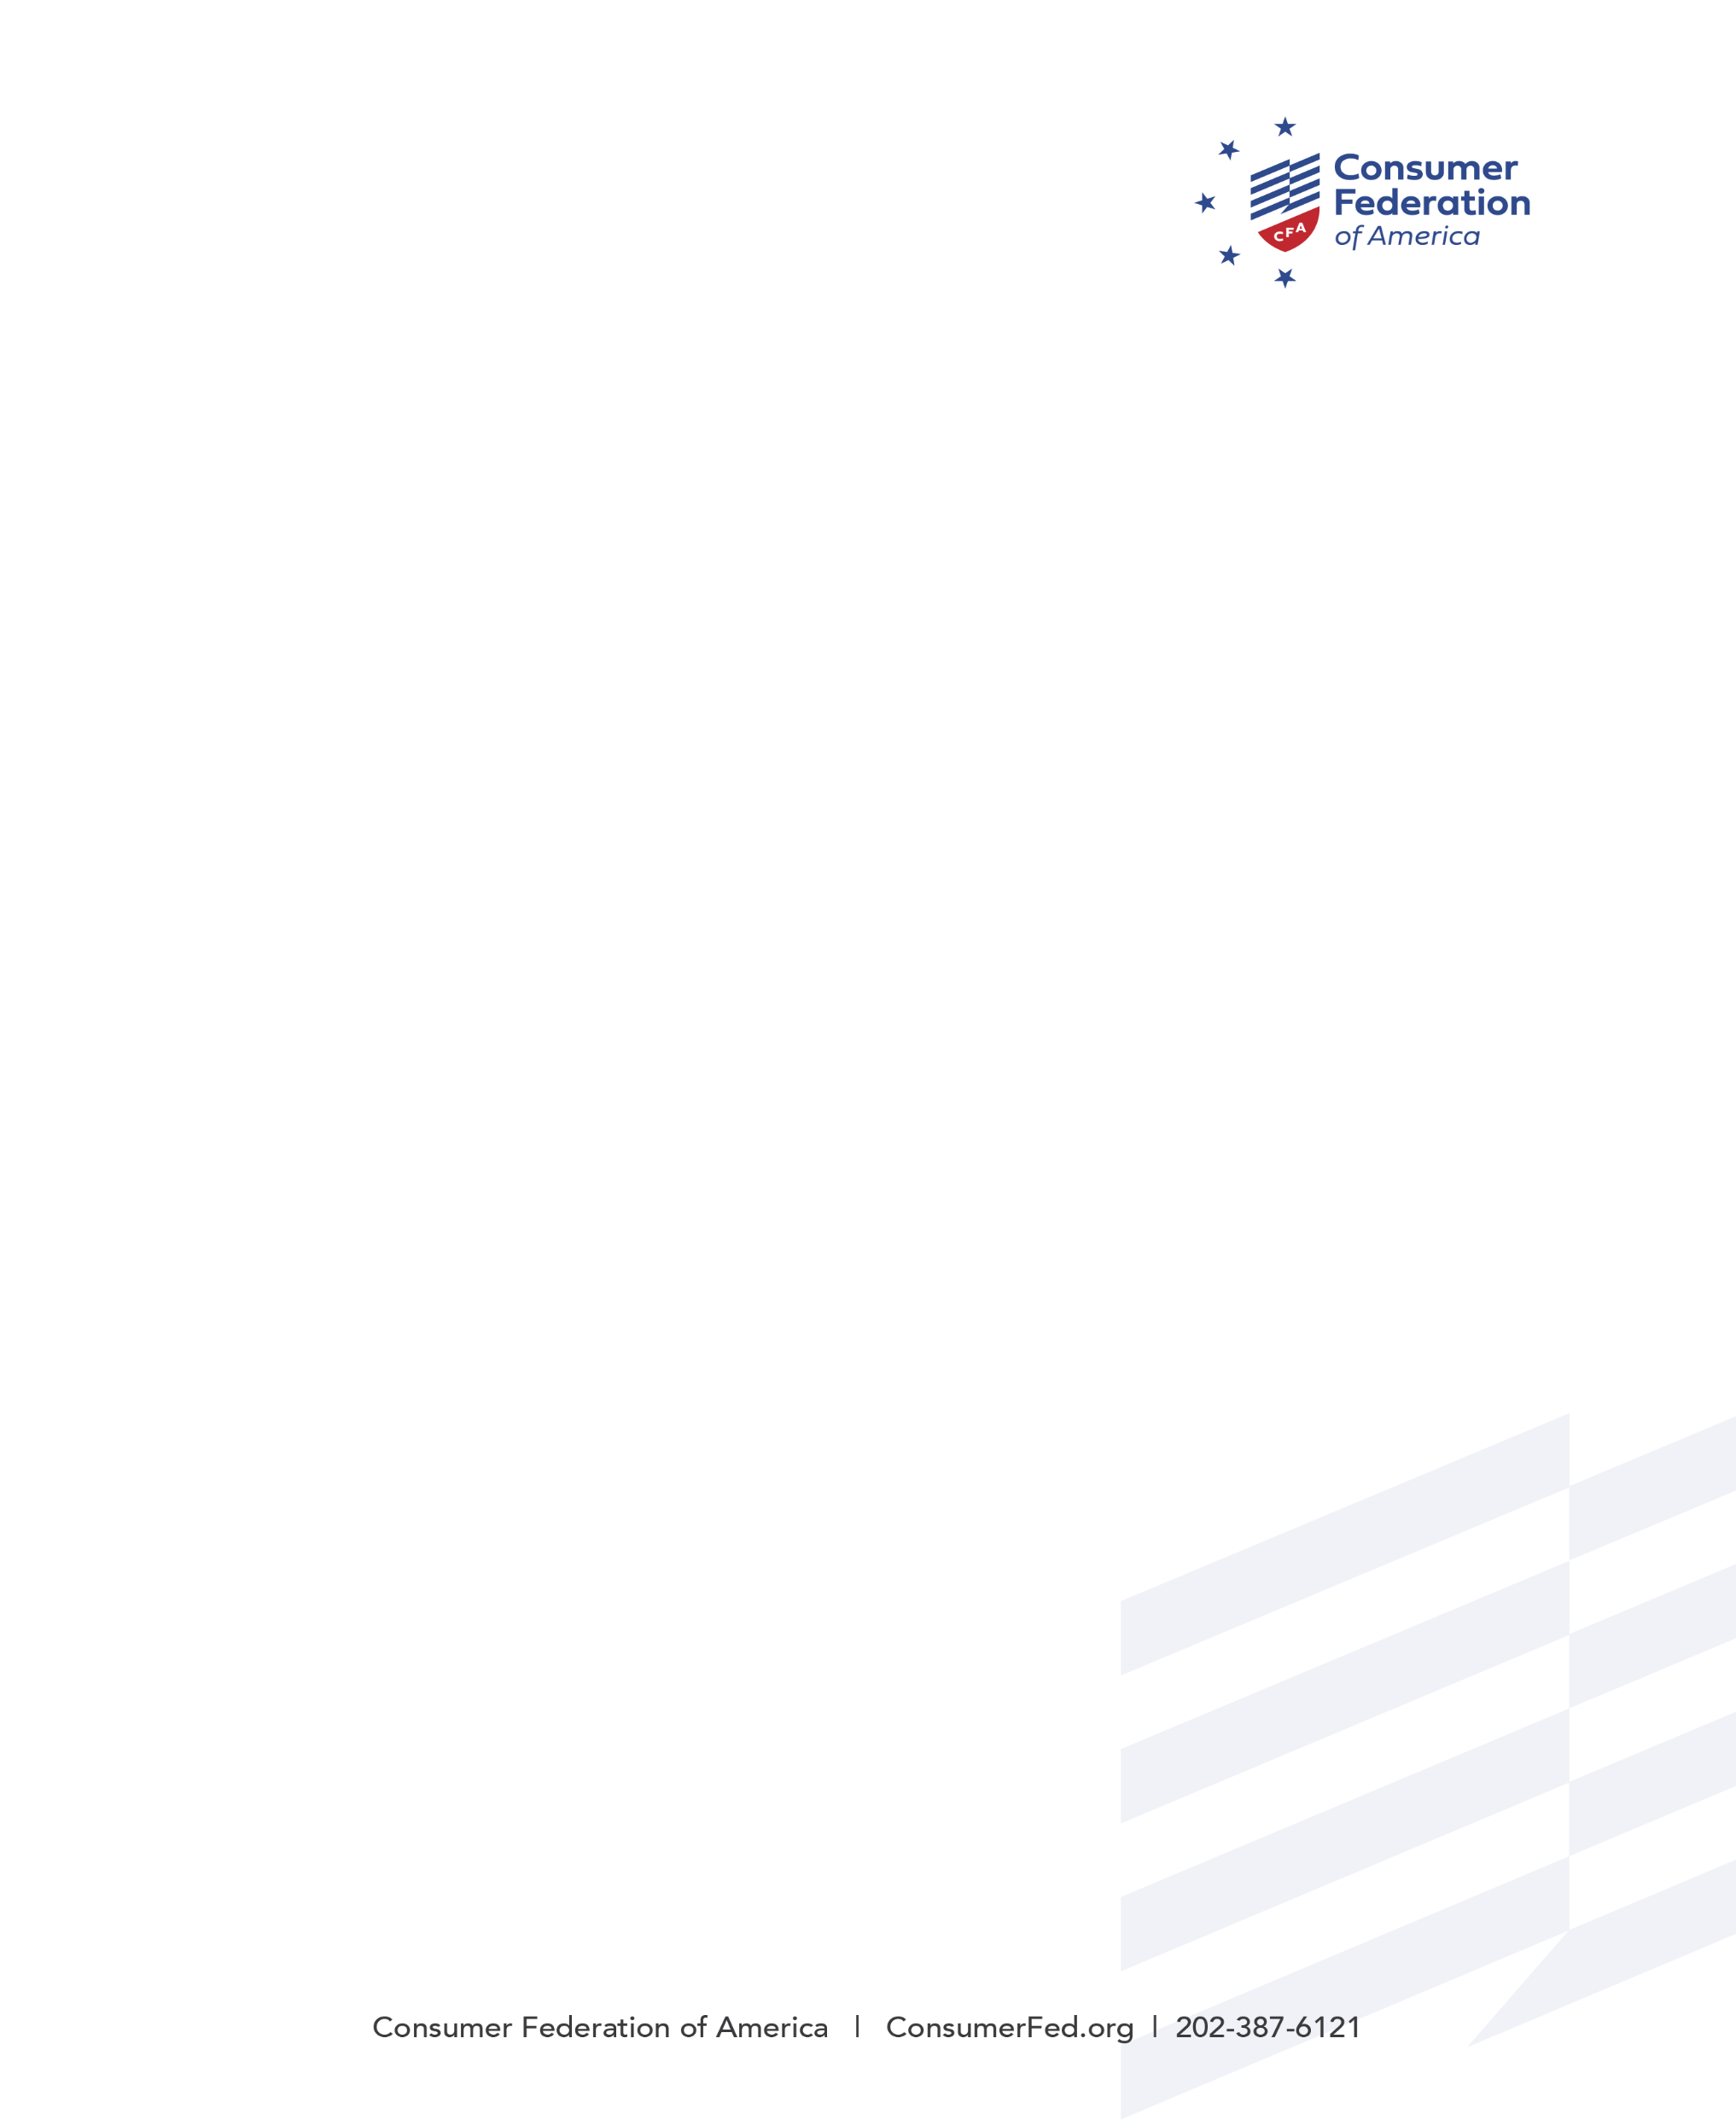 Consumer
Federation
of America
CFA
Consumer Federation of America | ConsumerFed.org | 202-387-6121